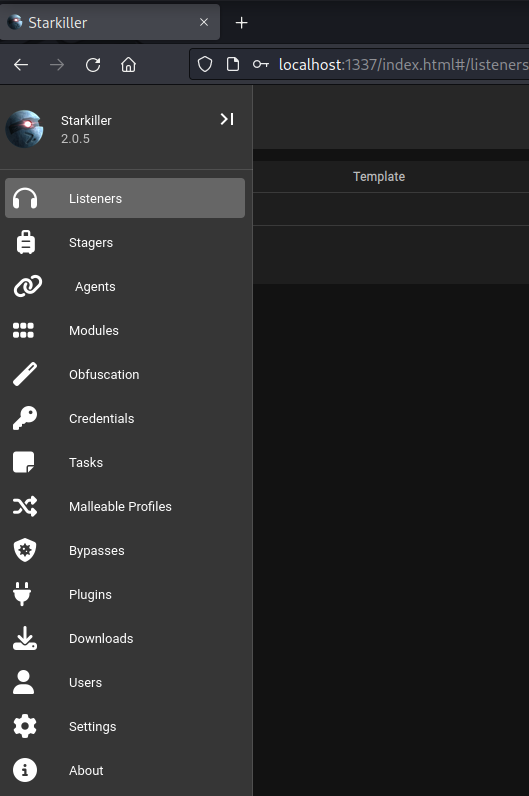 Starkiller
localhost:1337/index.html#/listeners
Starkiller
2.0.5
Template
Listeners
Stagers
Agents
Modules
Obfuscation
Credentials
Tasks
Malleable Profiles
Bypasses
Plugins
Downloads
Users
Settings
About